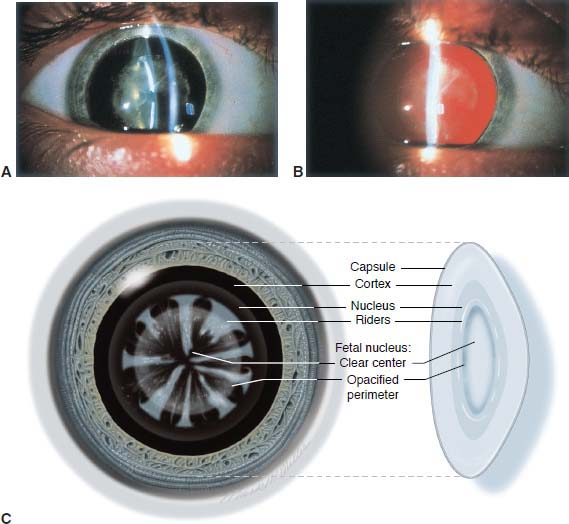 A
B
Capsule
Cortex
Nucleus
Riders
Fetal nucleus:
Clear center
Opacified
perimeter
C